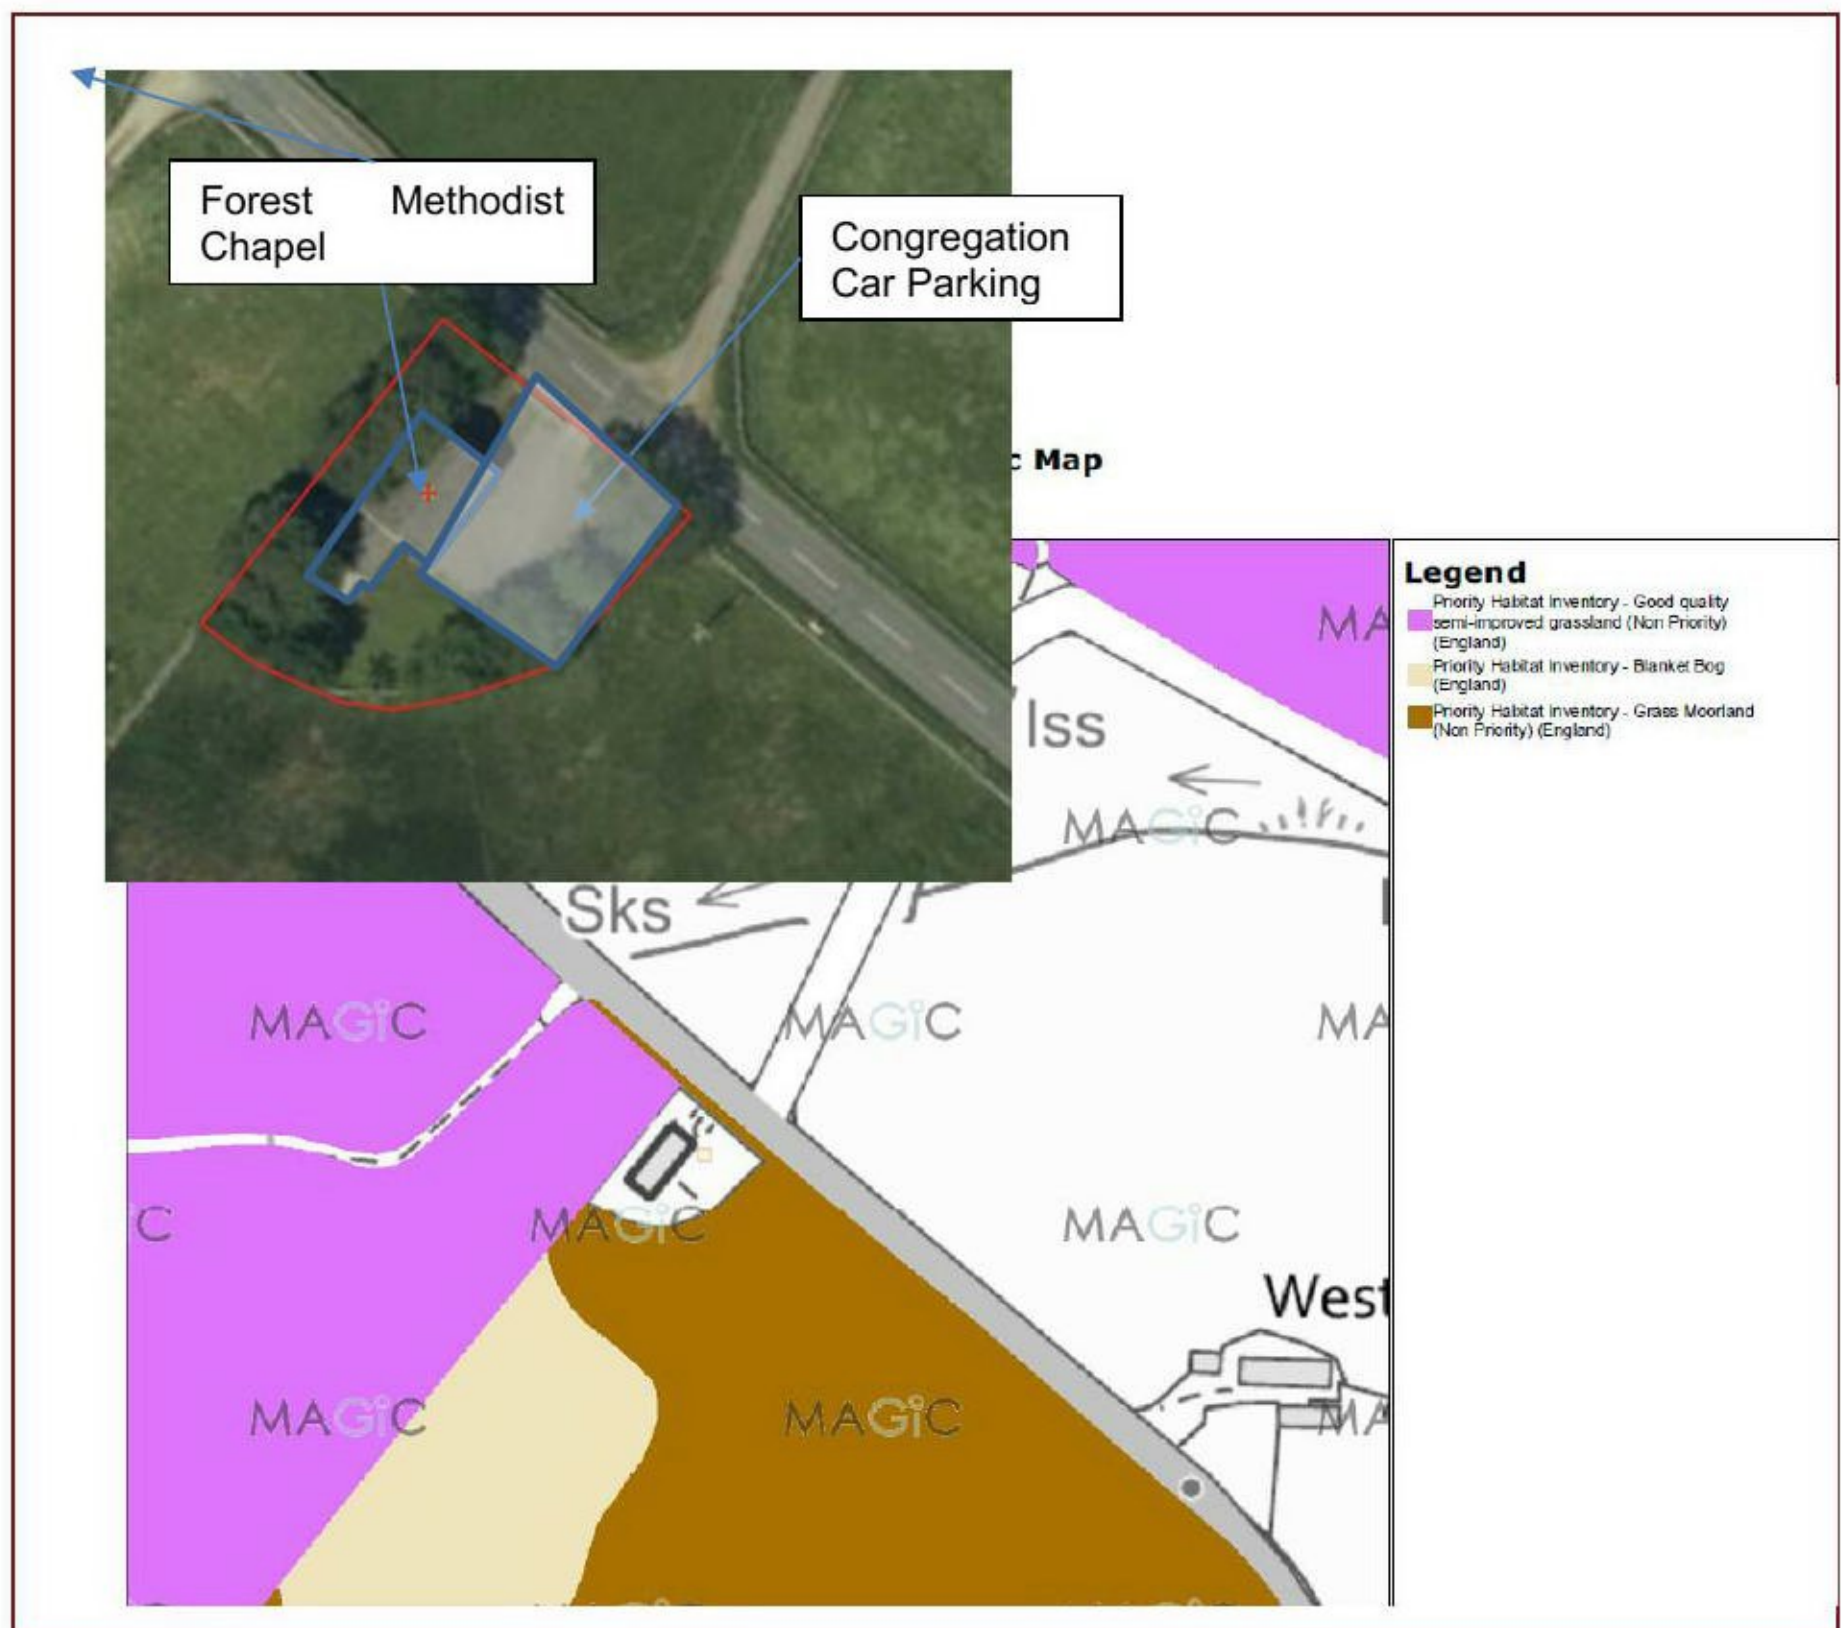 Forest Methodist
Chapel
Congregation
Car Parking
c Map
Legend
Priority Habitat Inventory - Good quality
semi-improved grassland (Non Priority)
(England)
Priority Habitat Inventory - Blanket Bog
(England)
Priority Habitat Inventory - Grass Moorland
(Non Priority) (England)
MA
Iss
MAGiC
Sks
MAGiC
MAGiC
MA
C
MAGiC
MAGiC
West
MAGiC
MAGiC
MA